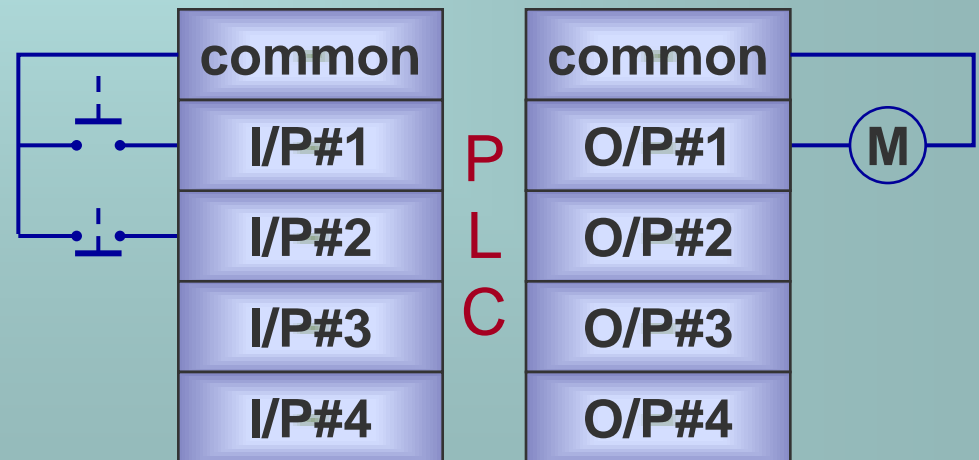 common
I/P#1
I/P#2
I/P#3
I/P#4
P
L
C
common
O/P#1
O/P#2
O/P#3
O/P#4
M